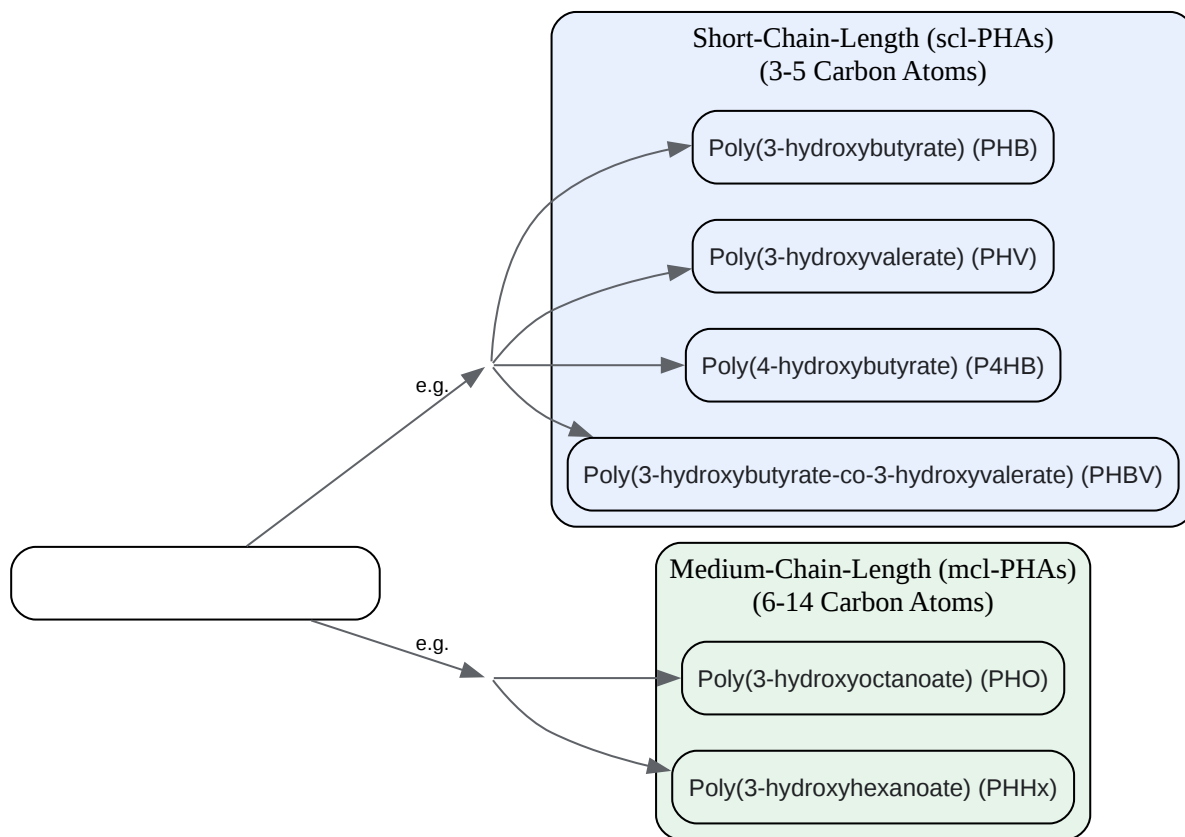 Short-Chain-Length (scl-PHAs)
(3-5 Carbon Atoms)
Poly(3-hydroxybutyrate) (PHB)
Poly(3-hydroxyvalerate) (PHV)
Poly(4-hydroxybutyrate) (P4HB)
e.g.
Poly(3-hydroxybutyrate-co-3-hydroxyvalerate) (PHBV)
Medium-Chain-Length (mcl-PHAs)
(6-14 Carbon Atoms)
e.g.
Poly(3-hydroxyoctanoate) (PHO)
Poly(3-hydroxyhexanoate) (PHHx)